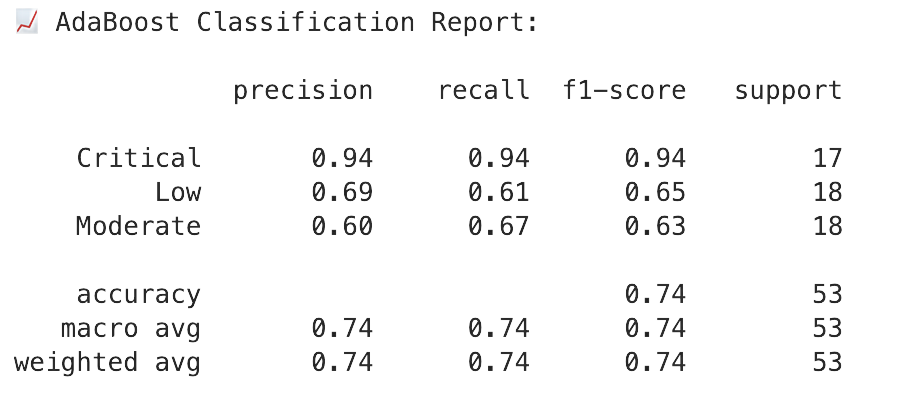 📈 AdaBoost Classification Report:
precision recall f1-score support
Critical 0.94 0.94 0.94 17
Low 0.69 0.61 0.65 18
Moderate 0.60 0.67 0.63 18
accuracy 0.74 53
macro avg 0.74 0.74 0.74 53
weighted avg 0.74 0.74 0.74 53